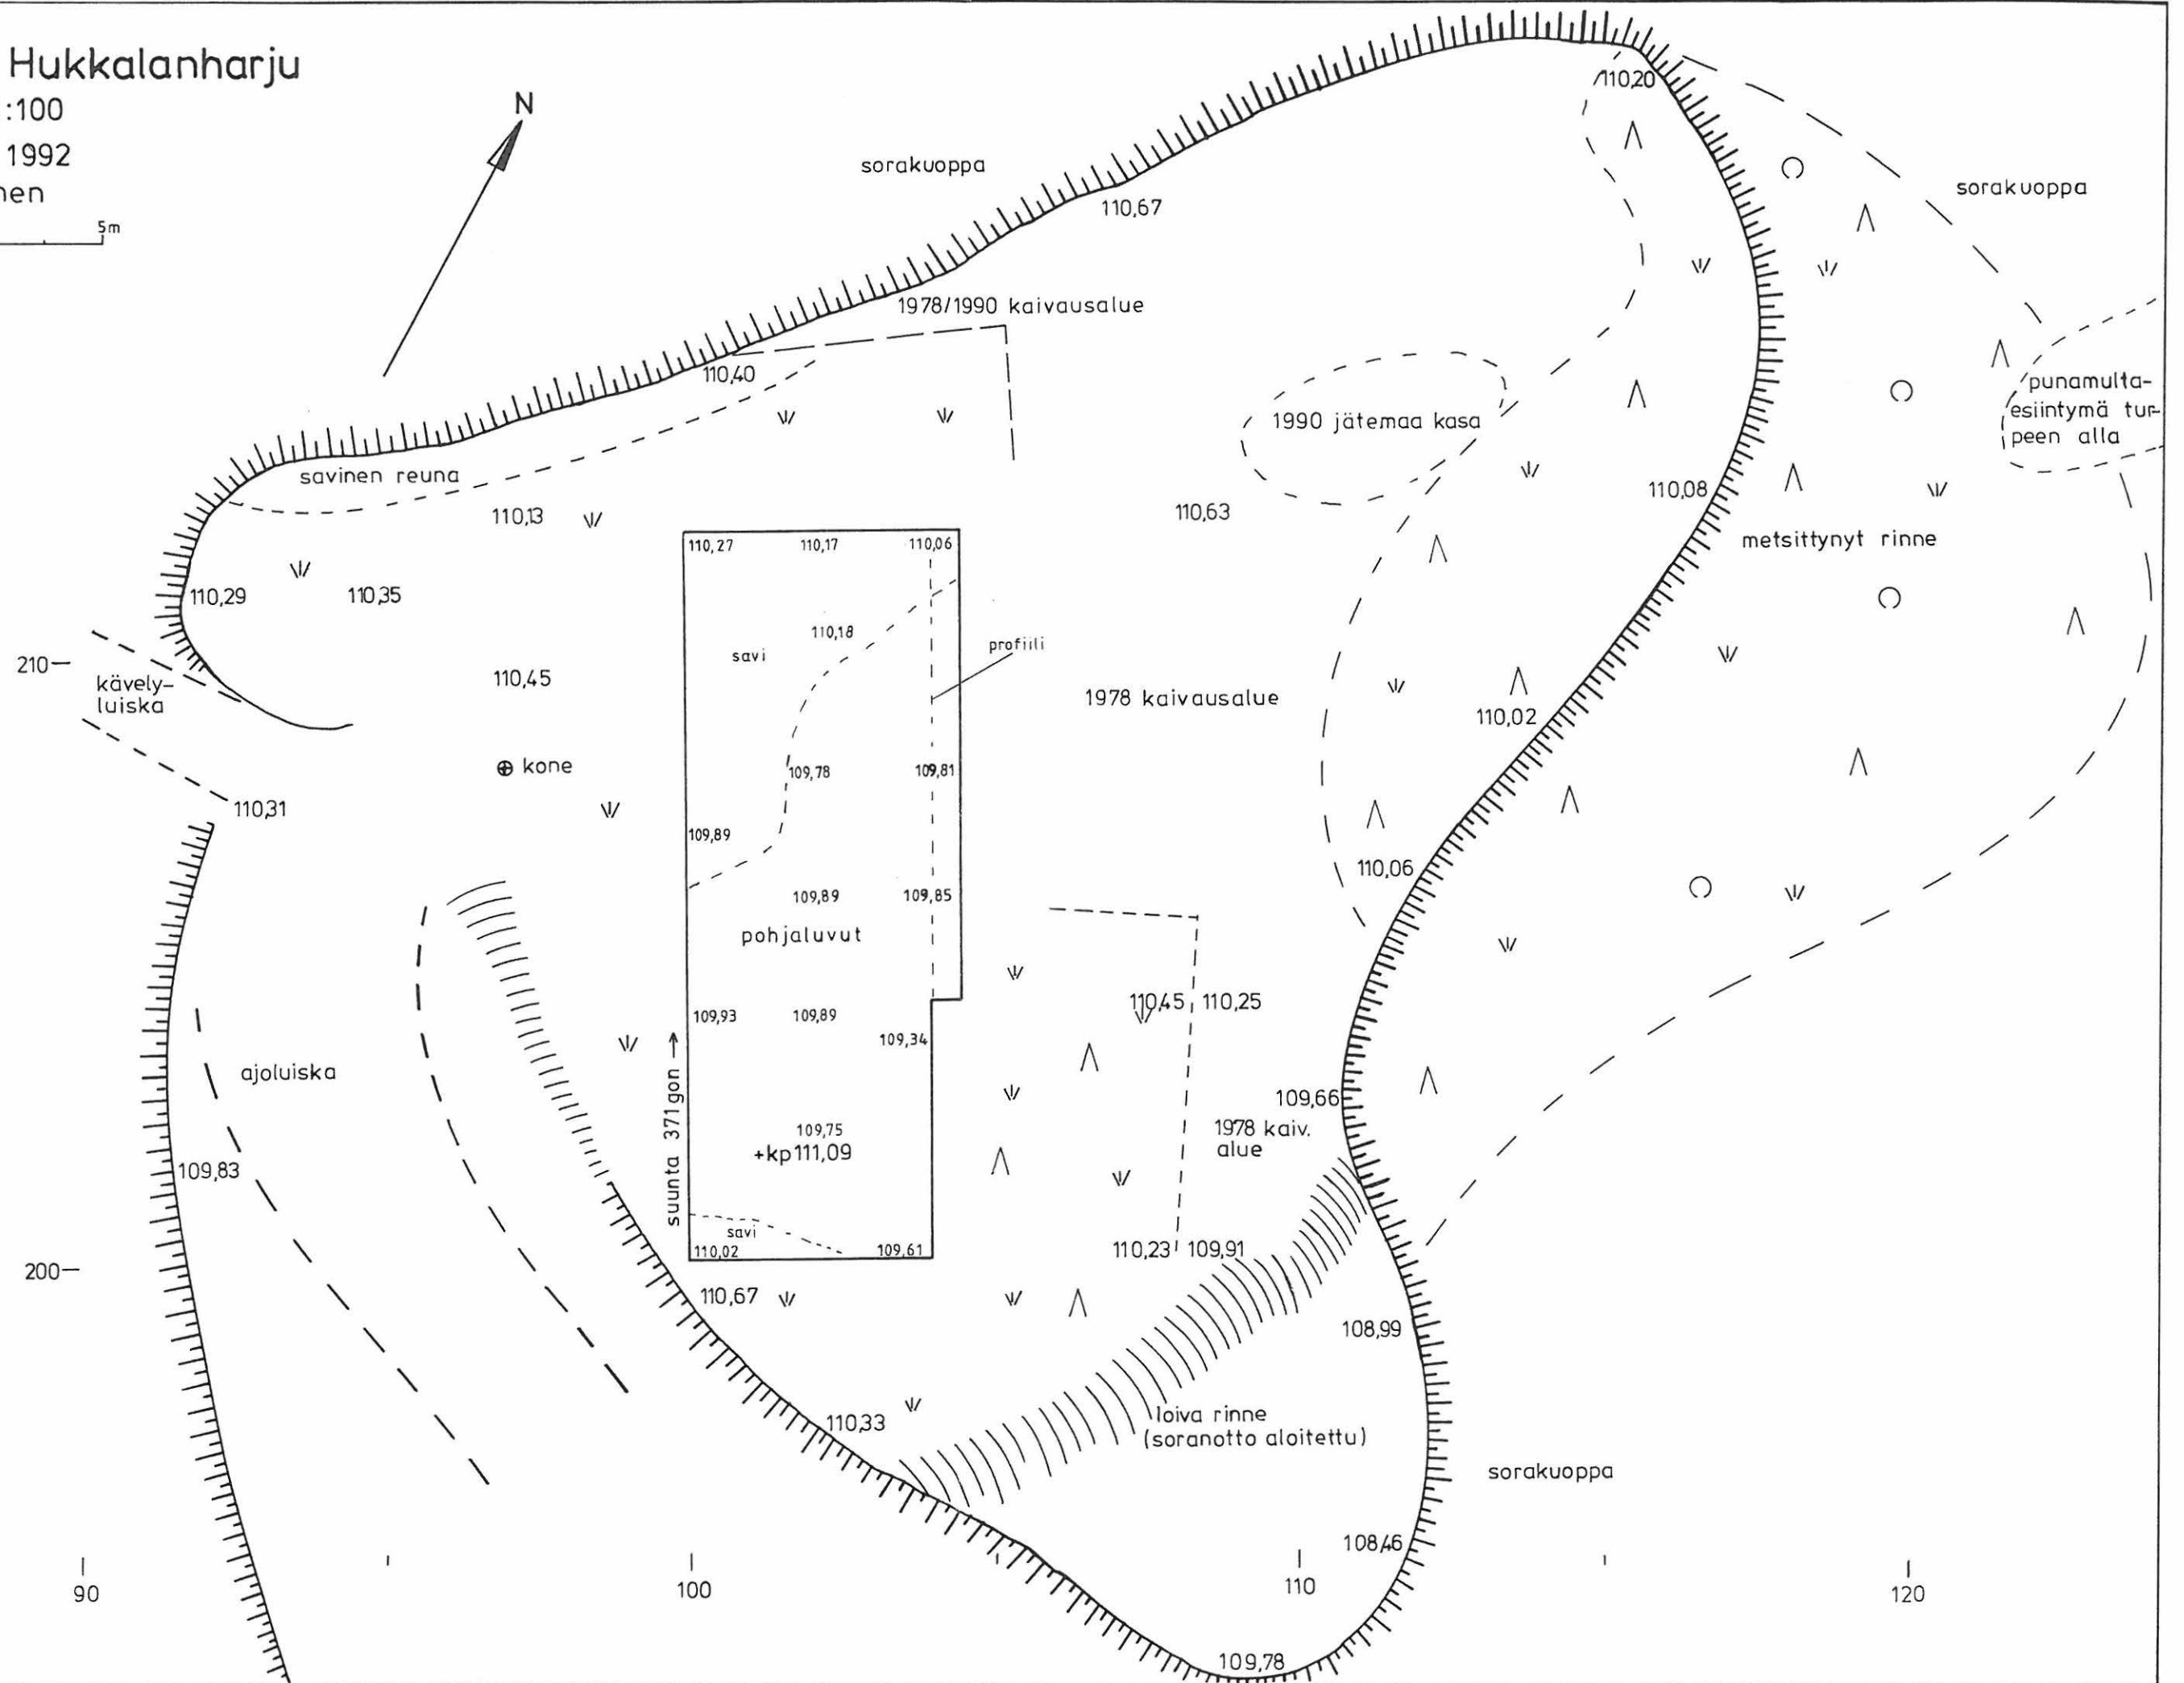 Hukkalanharju
:100
1992
nen
5m
N
sorakuoppa
110,67
110,20
sorakuoppa
1978/1990 kaivausalue
110,40
savinen reuna
110,13
1990 jätemaa kasa
110,63
110,08
punamulta-
esiintymä tur-
peen alla
metsittynyt rinne
110,29
110,35
110,27
110,17
110,06
110,18
savi
profiili
210
kävely-
luiska
110,45
1978 kaivausalue
110,02
kone
109,78
109,81
110,31
109,89
110,06
109,89
109,85
pohjaluvut
110,45
110,25
109,93
109,89
109,34
ajoluiska
suunta 371gon →
109,66
109,75
+kp111,09
1978 kaiv.
alue
109,83
savi
110,02
109,61
110,23
109,91
200
110,67
108,99
110,33
loiva rinne
(soranotto aloitettu)
sorakuoppa
108,46
90
100
110
120
109,78